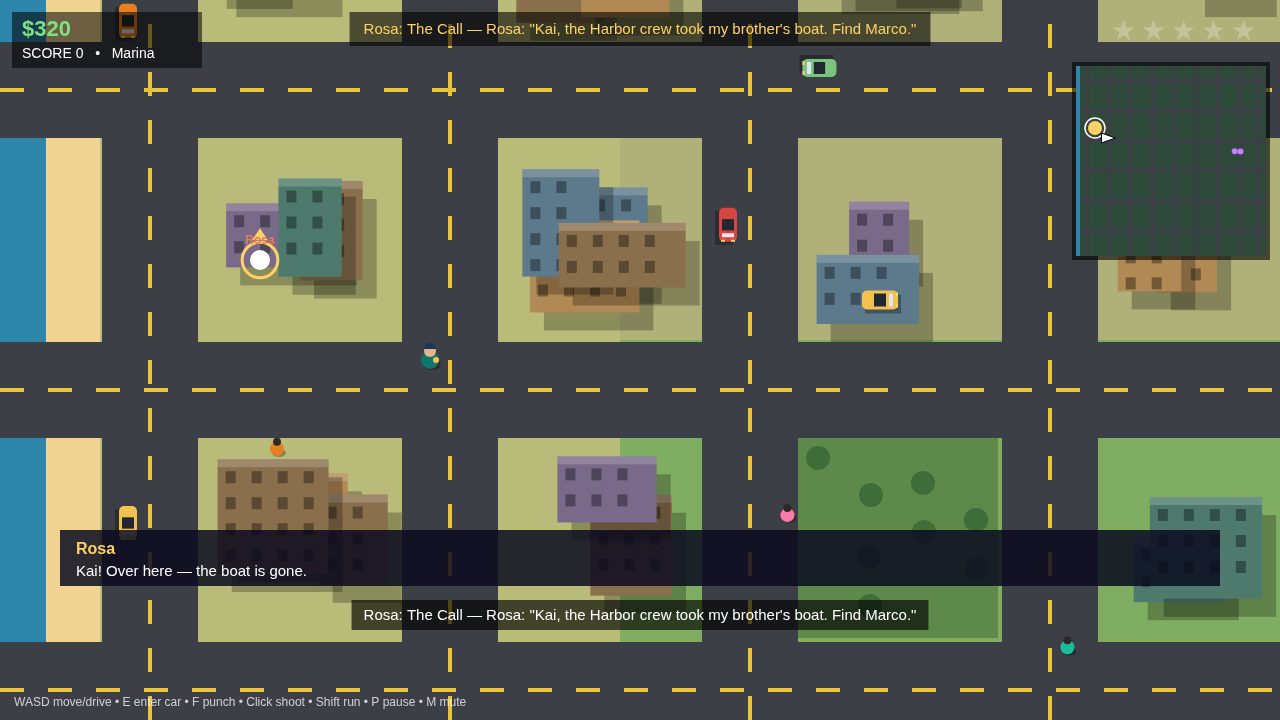 $320
SCORE 0 • Marina
Rosa: The Call — Rosa: "Kai, the Harbor crew took my brother's boat. Find Marco."
Rosa
Rosa
Kai! Over here — the boat is gone.
Rosa: The Call — Rosa: "Kai, the Harbor crew took my brother's boat. Find Marco."
WASD move/drive • E enter car • F punch • Click shoot • Shift run • P pause • M mute